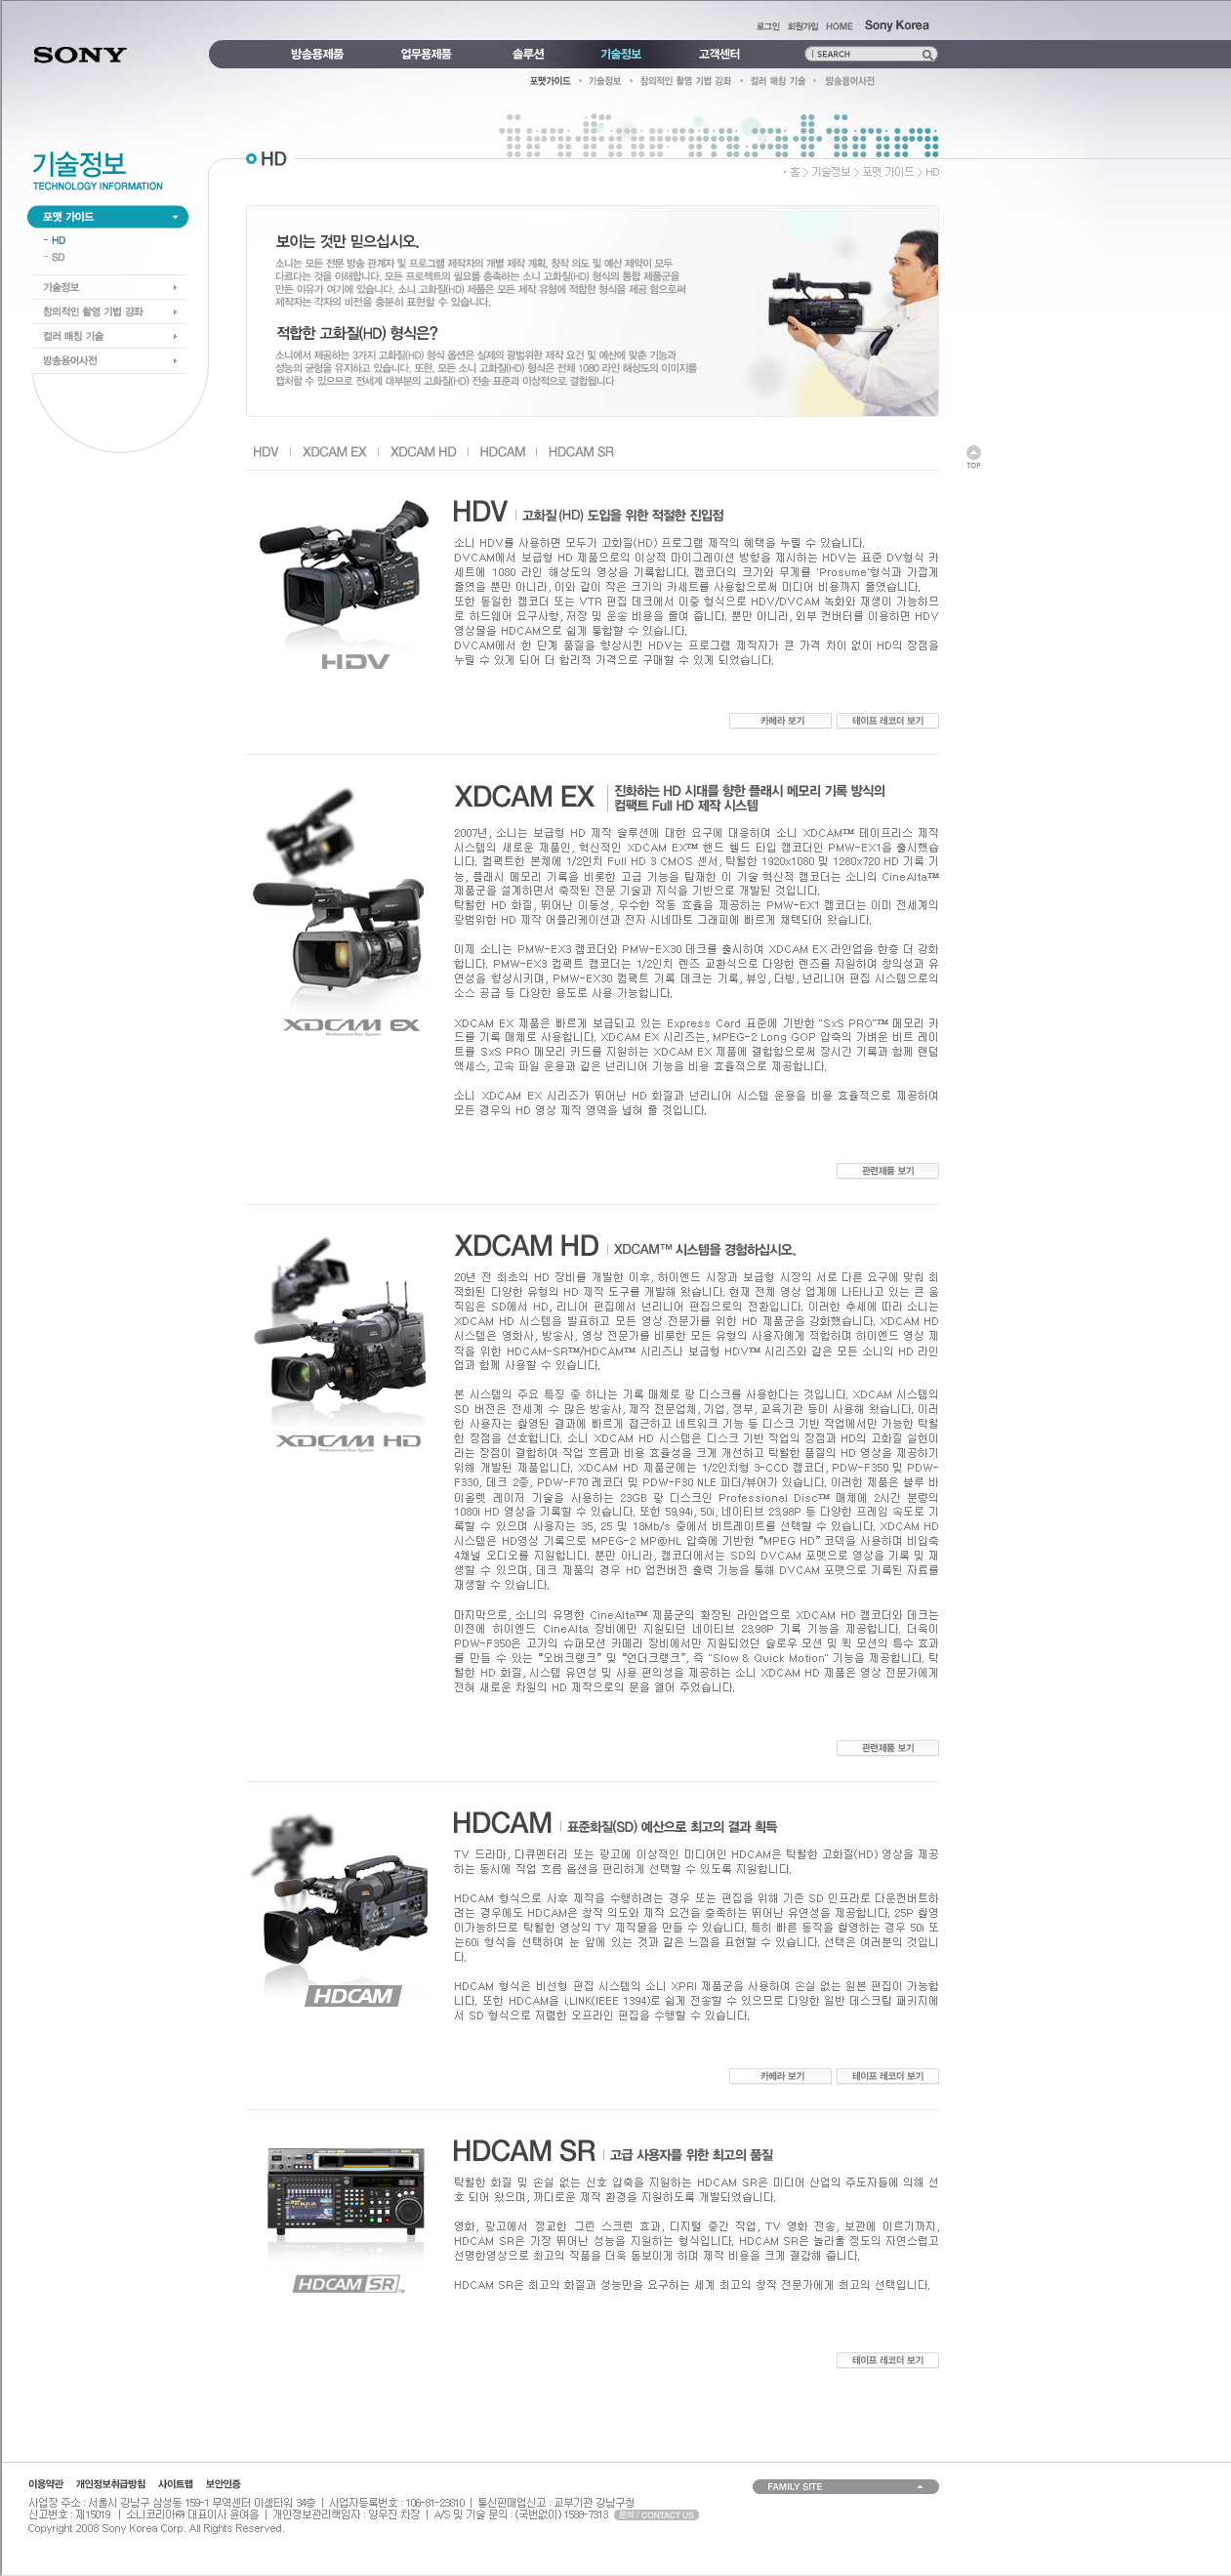 로그인 회원가입 HOME Sony Korea
SONY
방송용제품 업무용제품 솔루션 기술정보 고객센터
SEARCH
포맷가이드 • 기술정보 • 창의적인 촬영 기법 강좌 • 컬러 매칭 기술 • 방송용어사전
information
기술정보
TECHNOLOGY INFORMATION
포맷 가이드
- HD
- SD
기술정보
창의적인 촬영 기법 강좌
컬러 매칭 기술
방송용어사전
HD
• 홈 > 기술정보 > 포맷 가이드 > HD
보이는 것만 믿으십시오.
소니는 모든 전문 방송 관계자 및 프로그램 제작자의 개별 제작 계획, 창작 의도 및 예산 제약이 모두
다르다는 것을 이해합니다. 모든 프로젝트의 필요를 충족하는 소니 고화질(HD) 형식의 통합 제품군을
만든 이유가 여기에 있습니다. 소니 고화질(HD) 제품은 모든 제작 유형에 적합한 형식을 제공 함으로써
제작자는 각자의 비전을 충분히 표현할 수 있습니다.
적합한 고화질(HD) 형식은?
소니에서 제공하는 3가지 고화질(HD) 형식 옵션은 실제의 광범위한 제작 요건 및 예산에 맞춘 기능과
성능의 균형을 유지하고 있습니다. 또한, 모든 소니 고화질(HD) 형식은 전체 1080 라인 해상도의 이미지를
캡처할 수 있으므로 전세계 대부분의 고화질(HD) 전송 표준과 이상적으로 결합됩니다
HDV | XDCAM EX | XDCAM HD | HDCAM | HDCAM SR
TOP
HDV | 고화질(HD) 도입을 위한 적절한 진입점
소니 HDV를 사용하면 모두가 고화질(HD) 프로그램 제작의 혜택을 누릴 수 있습니다.
DVCAM에서 보급형 HD 제품으로의 이상적 마이그레이션 방향을 제시하는 HDV는 표준 DV형식 카
세트에 1080 라인 해상도의 영상을 기록합니다. 캠코더의 크기와 무게를 'Prosume'형식과 가깝게
줄였을 뿐만 아니라, 이와 같이 작은 크기의 카세트를 사용함으로써 미디어 비용까지 줄였습니다.
또한 동일한 캠코더 또는 VTR 편집 데크에서 이중 형식으로 HDV/DVCAM 녹화와 재생이 가능하므
로 하드웨어 요구사항, 저장 및 운송 비용을 줄여 줍니다. 뿐만 아니라, 외부 컨버터를 이용하면 HDV
영상물을 HDCAM으로 쉽게 통합할 수 있습니다.
DVCAM에서 한 단계 품질을 향상시킨 HDV는 프로그램 제작자가 큰 가격 차이 없이 HD의 장점을
누릴 수 있게 되어 더 합리적 가격으로 구매할 수 있게 되었습니다.
HDV
카메라 보기 테이프 레코더 보기
XDCAM EX | 진화하는 HD 시대를 향한 플래시 메모리 기록 방식의
컴팩트 Full HD 제작 시스템
2007년, 소니는 보급형 HD 제작 솔루션에 대한 요구에 대응하여 소니 XDCAM™ 테이프리스 제작
시스템의 새로운 제품인, 혁신적인 XDCAM EX™ 핸드 헬드 타입 캠코더인 PMW-EX1을 출시했습
니다. 컴팩트한 본체에 1/2인치 Full HD 3 CMOS 센서, 탁월한 1920x1080 및 1280x720 HD 기록 기
능, 플래시 메모리 기록을 비롯한 고급 기능을 탑재한 이 기술 혁신적 캠코더는 소니의 CineAlta™
제품군을 설계하면서 축적된 전문 기술과 지식을 기반으로 개발된 것입니다.
탁월한 HD 화질, 뛰어난 이동성, 우수한 작동 효율을 제공하는 PMW-EX1 캠코더는 이미 전세계의
광범위한 HD 제작 어플리케이션과 전자 시네마토 그래피에 빠르게 채택되어 왔습니다.
이제 소니는 PMW-EX3 캠코더와 PMW-EX30 데크를 출시하여 XDCAM EX 라인업을 한층 더 강화
합니다. PMW-EX3 컴팩트 캠코더는 1/2인치 렌즈 교환식으로 다양한 렌즈를 지원하여 창의성과 유
연성을 향상시키며, PMW-EX30 컴팩트 기록 데크는 기록, 뷰잉, 더빙, 넌리니어 편집 시스템으로의
소스 공급 등 다양한 용도로 사용 가능합니다.
XDCAM EX 제품은 빠르게 보급되고 있는 Express Card 표준에 기반한 "SxS PRO"™ 메모리 카
드를 기록 매체로 사용합니다. XDCAM EX 시리즈는, MPEG-2 Long GOP 압축의 가벼운 비트 레이
트를 SxS PRO 메모리 카드를 지원하는 XDCAM EX 제품에 결합함으로써 장시간 기록과 함께 랜덤
액세스, 고속 파일 운용과 같은 넌리니어 기능을 비용 효율적으로 제공합니다.
소니 XDCAM EX 시리즈가 뛰어난 HD 화질과 넌리니어 시스템 운용을 비용 효율적으로 제공하여
모든 경우의 HD 영상 제작 영역을 넓혀 줄 것입니다.
XDCAM EX
Professional Disc System
관련제품 보기
XDCAM HD | XDCAM™ 시스템을 경험하십시오.
20년 전 최초의 HD 장비를 개발한 이후, 하이엔드 시장과 보급형 시장의 서로 다른 요구에 맞춰 최
적화된 다양한 유형의 HD 제작 도구를 개발해 왔습니다. 현재 전체 영상 업계에 나타나고 있는 큰 움
직임은 SD에서 HD, 리니어 편집에서 넌리니어 편집으로의 전환입니다. 이러한 추세에 따라 소니는
XDCAM HD 시스템을 발표하고 모든 영상 전문가를 위한 HD 제품군을 강화했습니다. XDCAM HD
시스템은 영화사, 방송사, 영상 전문가를 비롯한 모든 유형의 사용자에게 적합하며 하이엔드 영상 제
작을 위한 HDCAM-SR™/HDCAM™ 시리즈나 보급형 HDV™ 시리즈와 같은 모든 소니의 HD 라인
업과 함께 사용할 수 있습니다.
본 시스템의 주요 특징 중 하나는 기록 매체로 광 디스크를 사용한다는 것입니다. XDCAM 시스템의
SD 버전은 전세계 수 많은 방송사, 제작 전문업체, 기업, 정부, 교육기관 등이 사용해 왔습니다. 이러
한 사용자는 촬영된 결과에 빠르게 접근하고 네트워크 기능 등 디스크 기반 작업에서만 가능한 탁월
한 장점을 선호합니다. 소니 XDCAM HD 시스템은 디스크 기반 작업의 장점과 HD의 고화질 실현이
라는 장점이 결합하여 작업 흐름과 비용 효율성을 크게 개선하고 탁월한 품질의 HD 영상을 제공하기
위해 개발된 제품입니다. XDCAM HD 제품군에는 1/2인치형 3-CCD 캠코더, PDW-F350 및 PDW-
F330, 데크 2종, PDW-F70 레코더 및 PDW-F30 NLE 피더/뷰어가 있습니다. 이러한 제품은 블루 바
이올렛 레이저 기술을 사용하는 23GB 광 디스크인 Professional Disc™ 매체에 2시간 분량의
1080i HD 영상을 기록할 수 있습니다. 또한 59.94i, 50i, 네이티브 23.98P 등 다양한 프레임 속도로 기
록할 수 있으며 사용자는 35, 25 및 18Mb/s 중에서 비트레이트를 선택할 수 있습니다. XDCAM HD
시스템은 HD영상 기록으로 MPEG-2 MP@HL 압축에 기반한 “MPEG HD” 코덱을 사용하며 비압축
4채널 오디오를 지원합니다. 뿐만 아니라, 캠코더에서는 SD의 DVCAM 포맷으로 영상을 기록 및 재
생할 수 있으며, 데크 제품의 경우 HD 업컨버전 출력 기능을 통해 DVCAM 포맷으로 기록된 자료를
재생할 수 있습니다.
마지막으로, 소니의 유명한 CineAlta™ 제품군의 확장된 라인업으로 XDCAM HD 캠코더와 데크는
이전에 하이엔드 CineAlta 장비에만 지원되던 네이티브 23.98P 기록 기능을 제공합니다. 더욱이
PDW-F350은 고가의 슈퍼모션 카메라 장비에서만 지원되었던 슬로우 모션 및 퀵 모션의 특수 효과
를 만들 수 있는 “오버크랭크” 및 “언더크랭크”, 즉 "Slow & Quick Motion" 기능을 제공합니다. 탁
월한 HD 화질, 시스템 유연성 및 사용 편의성을 제공하는 소니 XDCAM HD 제품은 영상 전문가에게
전혀 새로운 차원의 HD 제작으로의 문을 열어 주었습니다.
XDCAM HD
Professional Disc System
관련제품 보기
HDCAM | 표준화질(SD) 예산으로 최고의 결과 획득
TV 드라마, 다큐멘터리 또는 광고에 이상적인 미디어인 HDCAM은 탁월한 고화질(HD) 영상을 제공
하는 동시에 작업 흐름 옵션을 편리하게 선택할 수 있도록 지원합니다.
HDCAM 형식으로 사후 제작을 수행하려는 경우 또는 편집을 위해 기존 SD 인프라로 다운컨버트하
려는 경우에도 HDCAM은 창작 의도와 제작 요건을 충족하는 뛰어난 유연성을 제공합니다. 25P 촬영
이가능하므로 탁월한 영상의 TV 제작물을 만들 수 있습니다. 특히 빠른 동작을 촬영하는 경우 50i 또
는60i 형식을 선택하여 눈 앞에 있는 것과 같은 느낌을 표현할 수 있습니다. 선택은 여러분의 것입니
다.
HDCAM 형식은 비선형 편집 시스템의 소니 XPRI 제품군을 사용하여 손실 없는 원본 편집이 가능합
니다. 또한 HDCAM을 i.LINK(IEEE 1394)로 쉽게 전송할 수 있으므로 다양한 일반 데스크탑 패키지에
서 SD 형식으로 저렴한 오프라인 편집을 수행할 수 있습니다.
HDCAM
카메라 보기 테이프 레코더 보기
HDCAM SR | 고급 사용자를 위한 최고의 품질
탁월한 화질 및 손실 없는 신호 압축을 지원하는 HDCAM SR은 미디어 산업의 주도자들에 의해 선
호 되어 왔으며, 까다로운 제작 환경을 지원하도록 개발되었습니다.
영화, 광고에서 정교한 그린 스크린 효과, 디지털 중간 작업, TV 영화 전송, 보관에 이르기까지,
HDCAM SR은 가장 뛰어난 성능을 지원하는 형식입니다. HDCAM SR은 놀라울 정도의 자연스럽고
선명한영상으로 최고의 작품을 더욱 돋보이게 하며 제작 비용을 크게 절감해 줍니다.
HDCAM SR은 최고의 화질과 성능만을 요구하는 세계 최고의 창작 전문가에게 최고의 선택입니다.
HDCAM SR™
테이프 레코더 보기
이용약관 개인정보취급방침 사이트맵 보안인증
FAMILY SITE
사업장 주소 : 서울시 강남구 삼성동 159-1 무역센터 아셈타워 34층 | 사업자등록번호 : 106-81-23810 | 통신판매업신고 : 교부기관 강남구청
신고번호 : 제15019 | 소니코리아㈜ 대표이사 윤여을 | 개인정보관리책임자 : 양우진 차장 | A/S 및 기술 문의 : (국번없이) 1588-7313 문의 / CONTACT US
Copyright 2008 Sony Korea Corp. All Rights Reserved.